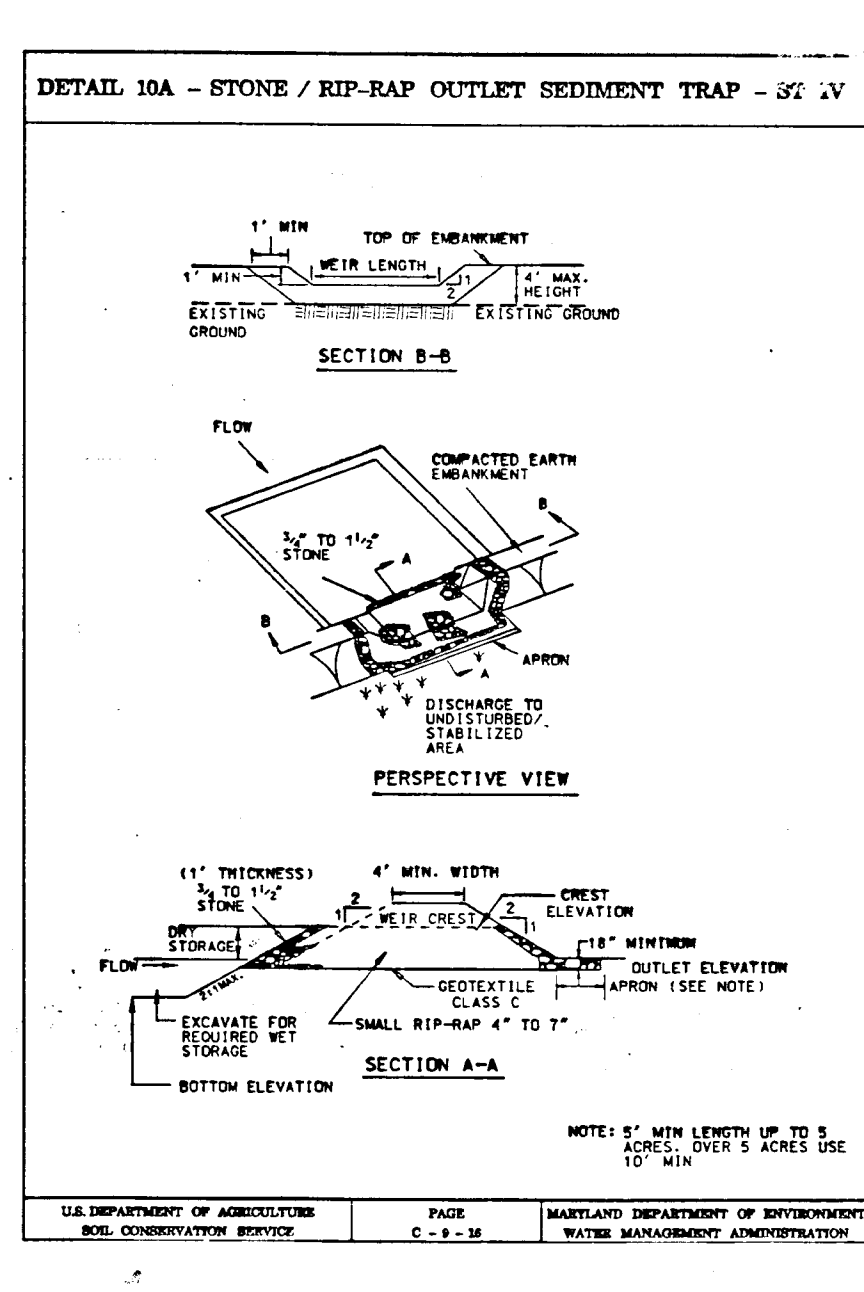 DETAIL 10A - STONE / RIP-RAP OUTLET SEDIMENT TRAP - ST IV
1' MIN
TOP OF EMBANKMENT
WEIR LENGTH
1' MIN
1
2
4' MAX.
HEIGHT
EXISTING
GROUND
EXISTING GROUND
SECTION B-B
FLOW
COMPACTED EARTH
EMBANKMENT
B
3/4" TO 1 1/2"
STONE
A
B
APRON
A
DISCHARGE TO
UNDISTURBED/
STABILIZED
AREA
PERSPECTIVE VIEW
(1' THICKNESS)
3/4 TO 1 1/2"
STONE
4' MIN. WIDTH
2
1
WEIR CREST
CREST
ELEVATION
2
1
DRY
STORAGE
18" MINIMUM
FLOW
OUTLET ELEVATION
2:1 MAX.
GEOTEXTILE
CLASS C
APRON (SEE NOTE)
EXCAVATE FOR
REQUIRED WET
STORAGE
SMALL RIP-RAP 4" TO 7"
SECTION A-A
BOTTOM ELEVATION
NOTE: 5' MIN LENGTH UP TO 5
ACRES. OVER 5 ACRES USE
10' MIN
U.S. DEPARTMENT OF AGRICULTURE
SOIL CONSERVATION SERVICE
PAGE
C - 9 - 16
MARYLAND DEPARTMENT OF ENVIRONMENT
WATER MANAGEMENT ADMINISTRATION